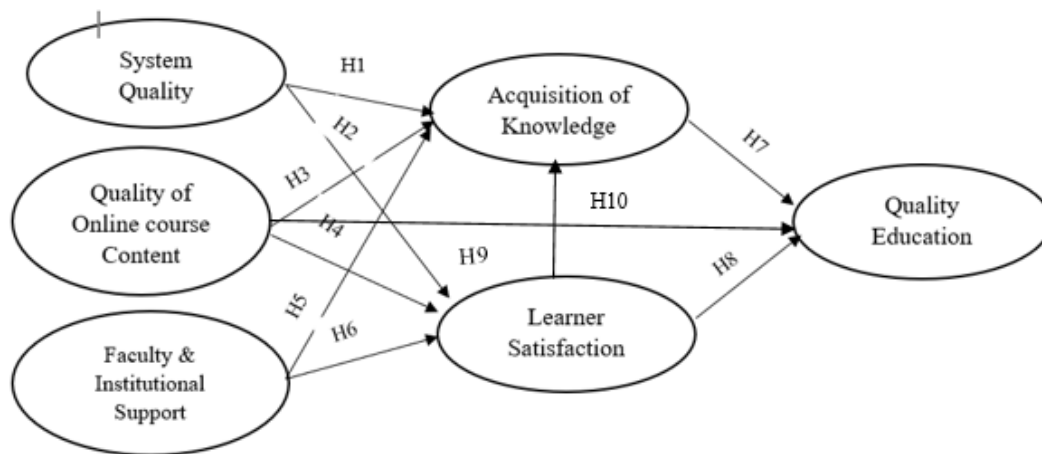 System
Quality
H1
H2
Acquisition of
Knowledge
H7
Quality of
Online course
Content
H3
H4
H10
Quality
Education
H9
H8
H5
H6
Learner
Satisfaction
Faculty &
Institutional
Support